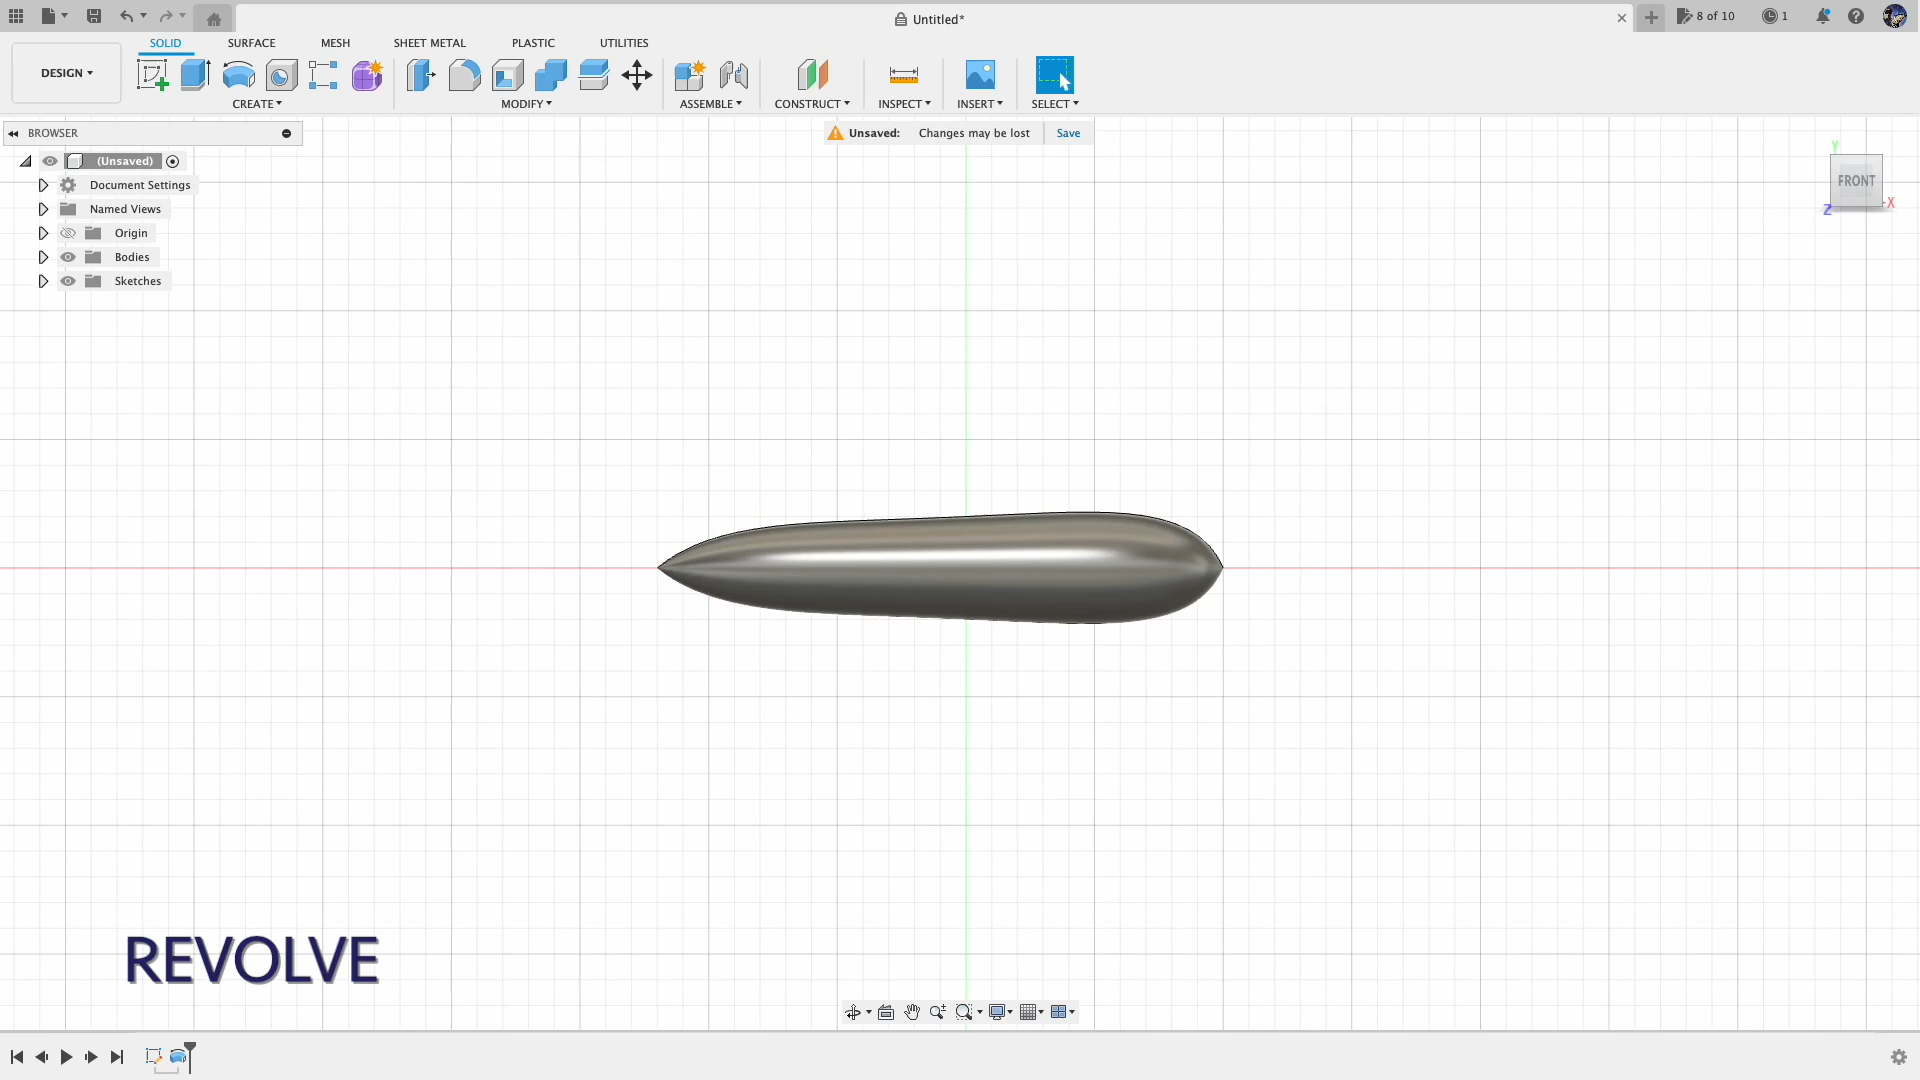 Untitled*
8 of 10
1
SOLID
SURFACE
MESH
SHEET METAL
PLASTIC
UTILITIES
DESIGN
CREATE
MODIFY
ASSEMBLE
CONSTRUCT
INSPECT
INSERT
SELECT
BROWSER
Unsaved: Changes may be lost
Save
(Unsaved)
Document Settings
Named Views
Origin
Bodies
Sketches
Y
FRONT
X
Z
REVOLVE